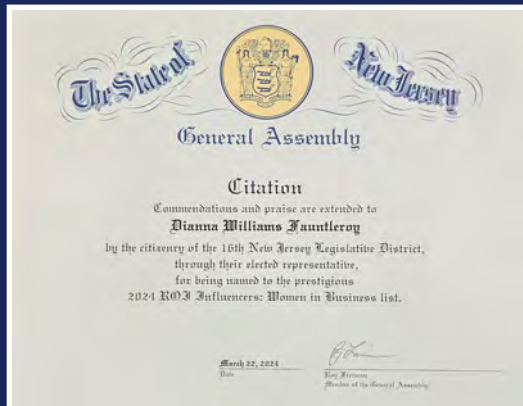 The State of New Jersey
General Assembly
Citation
Commendations and praise are extended to
Dianna Williams Fauntleroy
by the citizenry of the 16th New Jersey Legislative District,
through their elected representative,
for being named to the prestigious
2024 ROI Influencers: Women in Business list.
March 22, 2024
Date
Roy Freiman
Member of the General Assembly